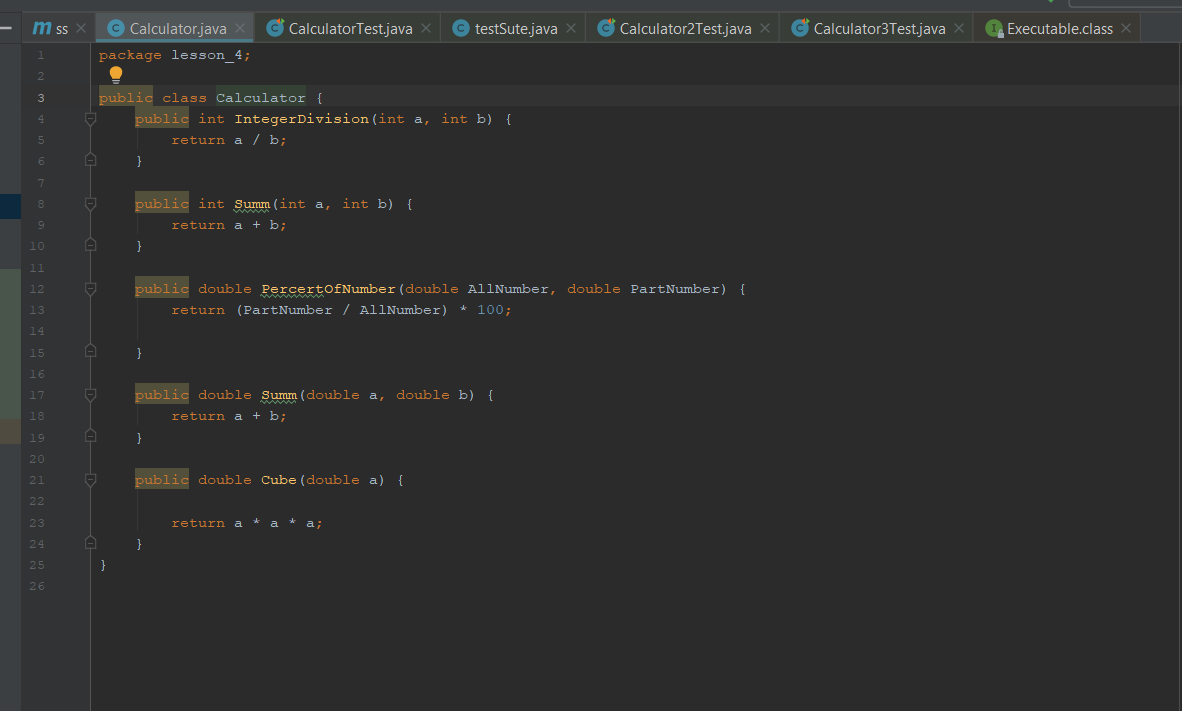 m ss Calculator.java CalculatorTest.java testSute.java Calculator2Test.java Calculator3Test.java Executable.class
1 package lesson_4;
2
3 public class Calculator {
4 public int IntegerDivision(int a, int b) {
5 return a / b;
6 }
7
8 public int Summ(int a, int b) {
9 return a + b;
10 }
11
12 public double PercertOfNumber(double AllNumber, double PartNumber) {
13 return (PartNumber / AllNumber) * 100;
14
15 }
16
17 public double Summ(double a, double b) {
18 return a + b;
19 }
20
21 public double Cube(double a) {
22
23 return a * a * a;
24 }
25 }
26